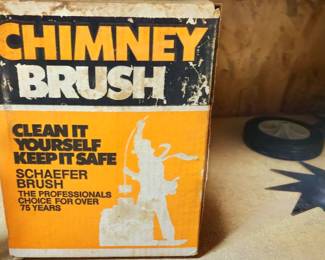 CHIMNEY
BRUSH
CLEAN IT
YOURSELF
KEEP IT SAFE
SCHAEFER
BRUSH
THE PROFESSIONALS
CHOICE FOR OVER
75 YEARS